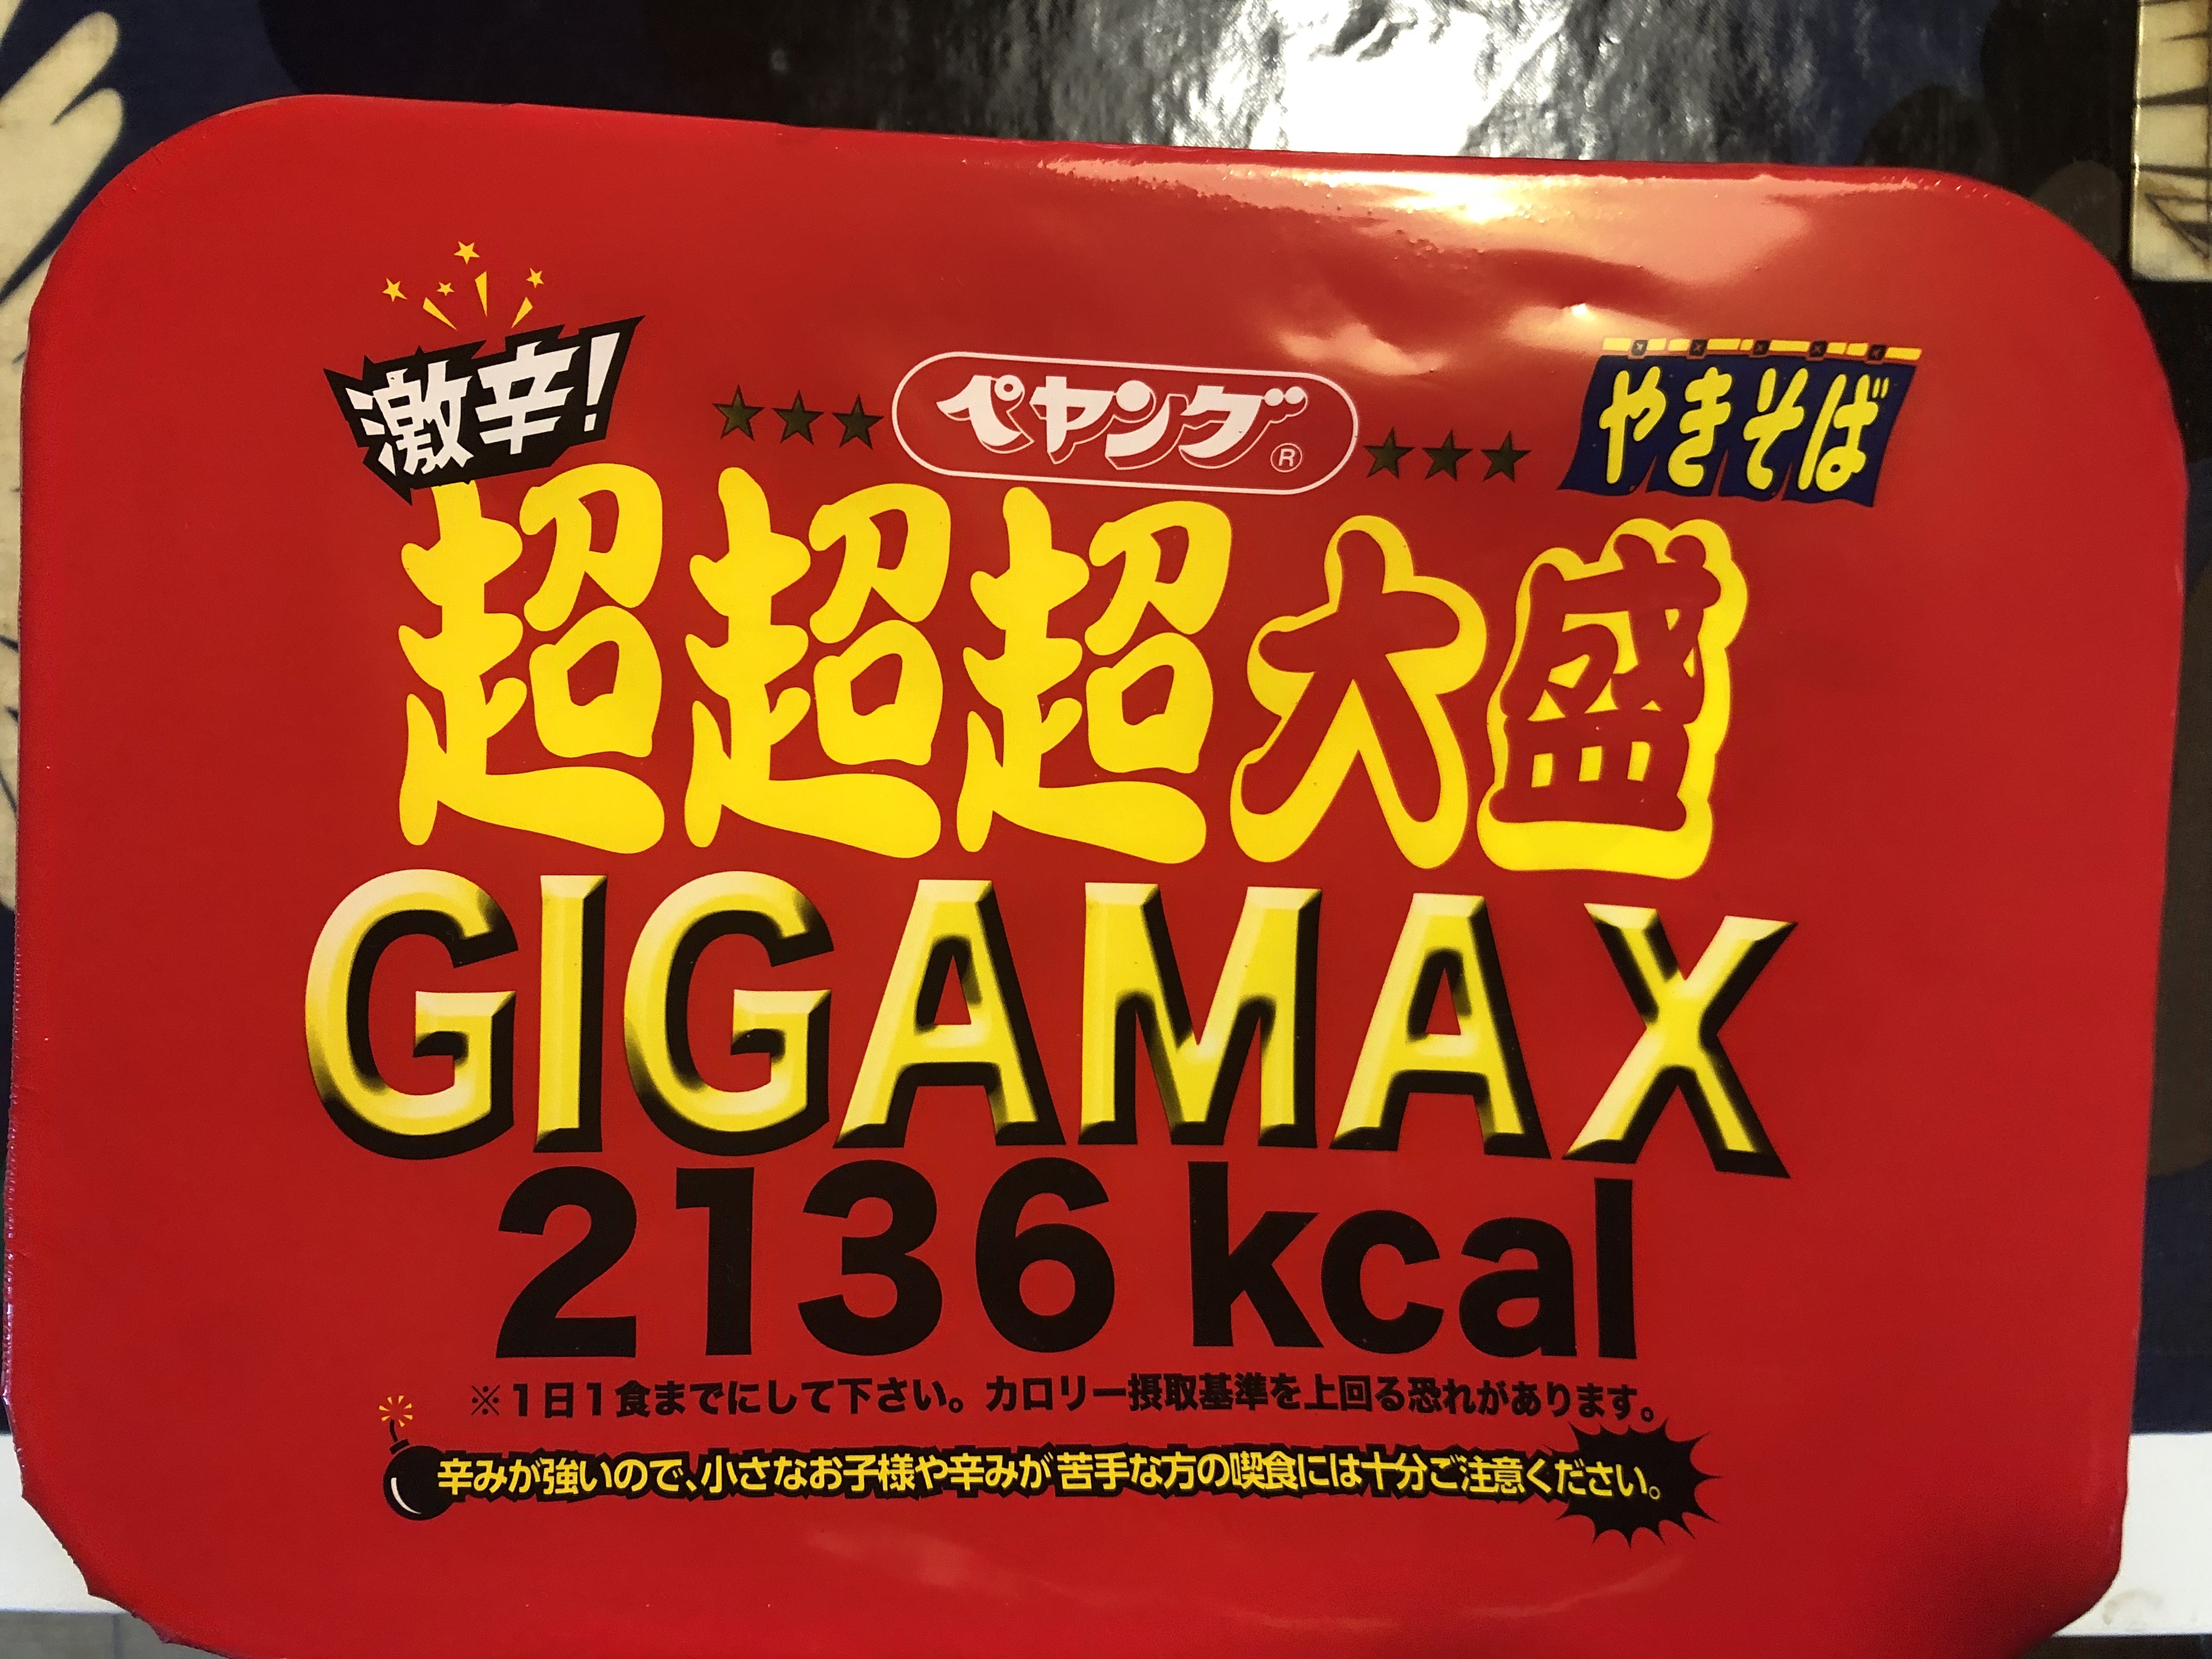 激辛!
★★★ペヤング®★★★
やきそば
超超超大盛
GIGAMAX
2136 kcal
※1日1食までにして下さい。カロリー摂取基準を上回る恐れがあります。
辛みが強いので、小さなお子様や辛みが苦手な方の喫食には十分ご注意ください。